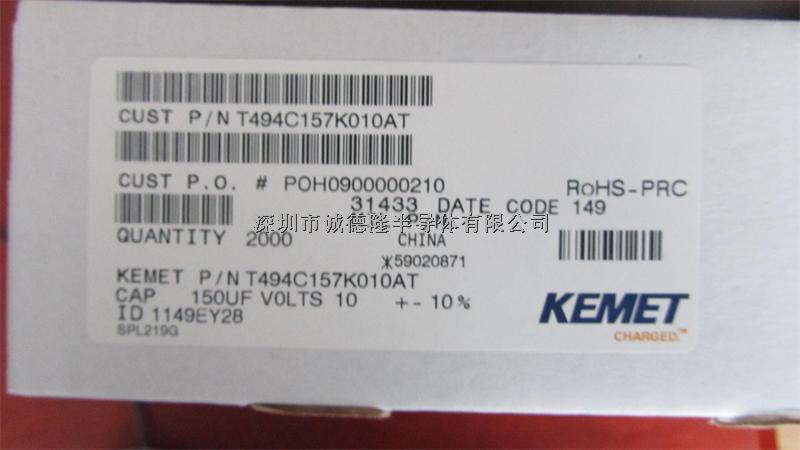 CUST P/N T494C157K010AT
CUST P.O. # POH0900000210
RoHS-PRC
31433 DATE CODE 149
深圳市诚德隆半导体有限公司
QUANTITY 2000
CHINA
59020871
KEMET P/N T494C157K010AT
CAP 150UF VOLTS 10 +-10%
ID 1149EY28
SPL219G
KEMET
CHARGED.™